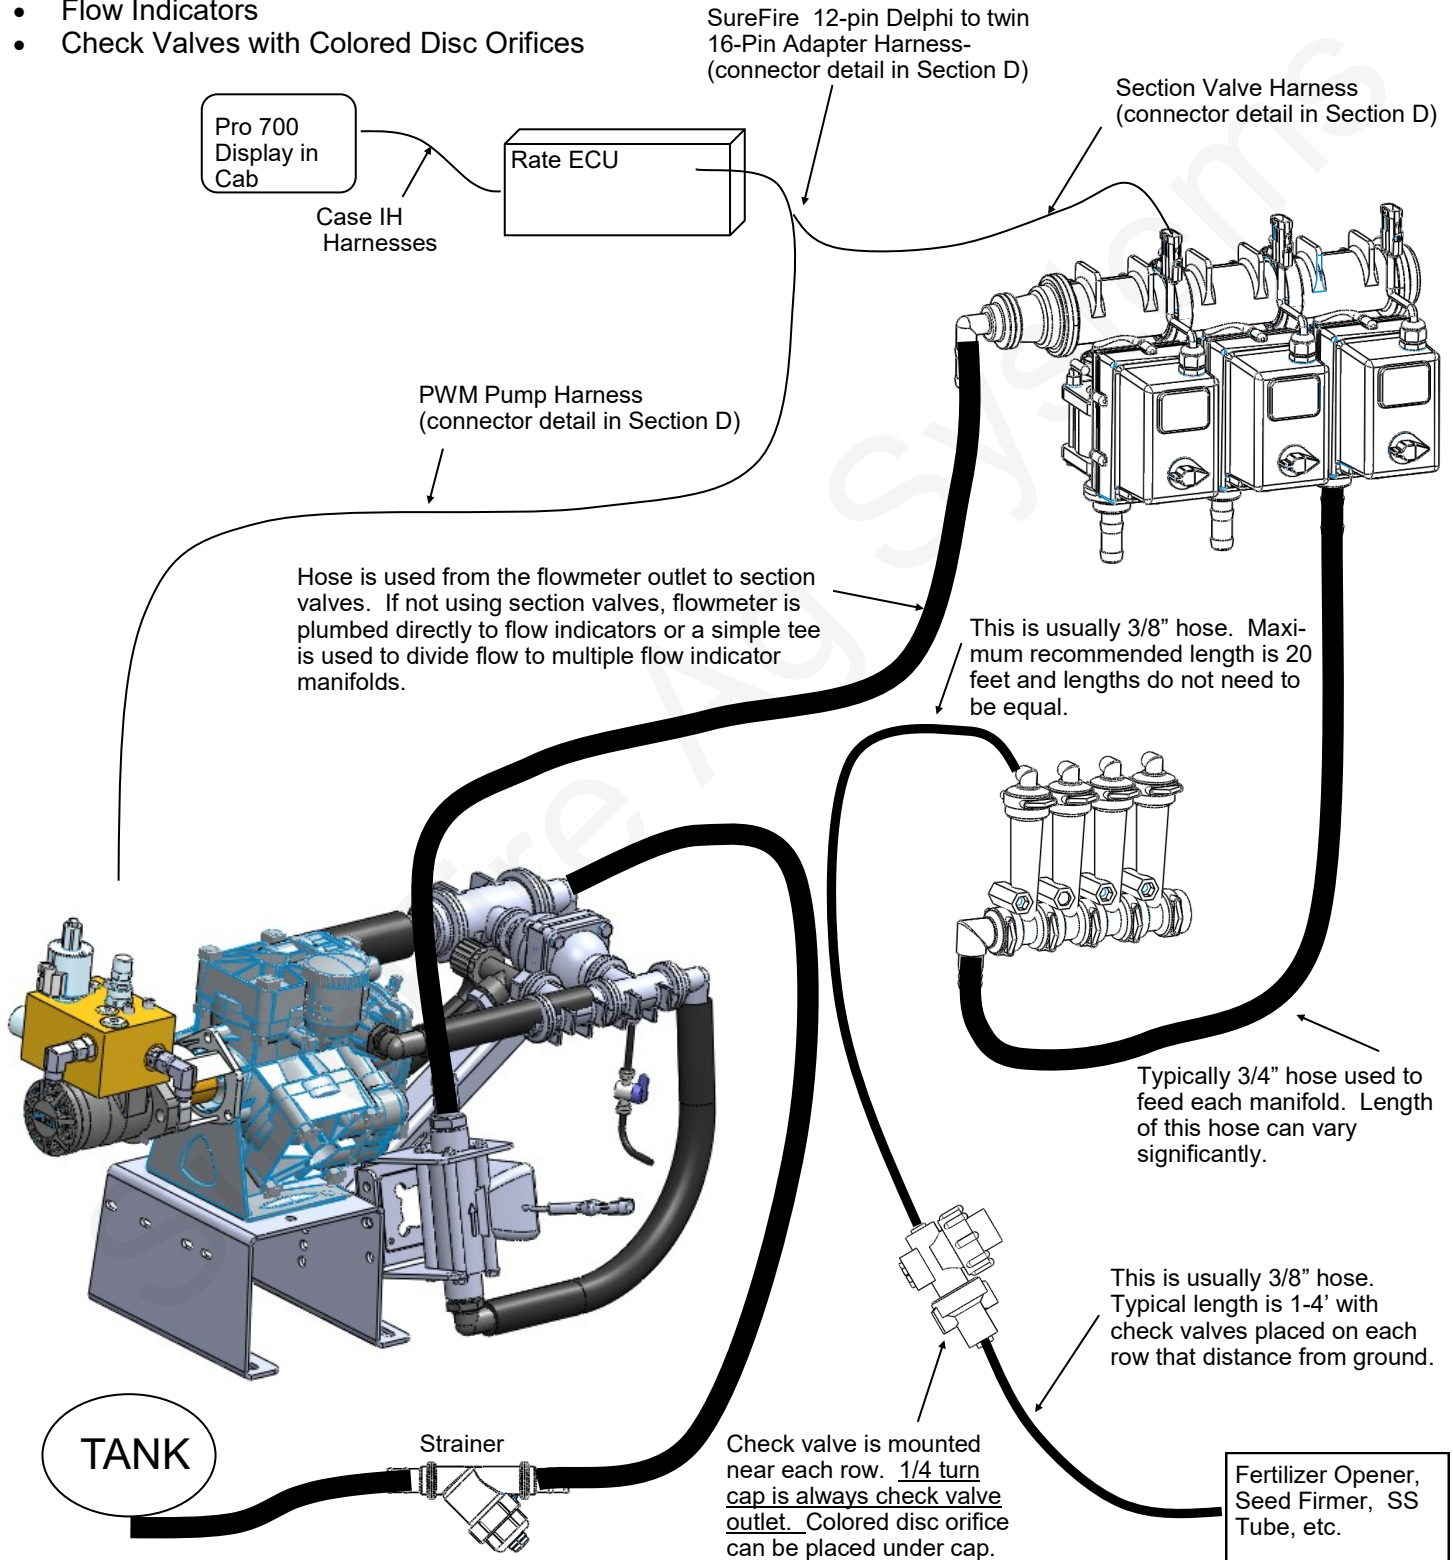 • Flow Indicators
• Check Valves with Colored Disc Orifices
SureFire 12-pin Delphi to twin
16-Pin Adapter Harness-
(connector detail in Section D)
Section Valve Harness
(connector detail in Section D)
Pro 700
Display in
Cab
Rate ECU
Case IH
Harnesses
PWM Pump Harness
(connector detail in Section D)
Hose is used from the flowmeter outlet to section
valves. If not using section valves, flowmeter is
plumbed directly to flow indicators or a simple tee
is used to divide flow to multiple flow indicator
manifolds.
This is usually 3/8” hose. Maxi-
mum recommended length is 20
feet and lengths do not need to
be equal.
Typically 3/4” hose used to
feed each manifold. Length
of this hose can vary
significantly.
This is usually 3/8” hose.
Typical length is 1-4’ with
check valves placed on each
row that distance from ground.
TANK
Strainer
Check valve is mounted
near each row. 1/4 turn
cap is always check valve
outlet. Colored disc orifice
can be placed under cap.
Fertilizer Opener,
Seed Firmer, SS
Tube, etc.
SureFire Ag Systems